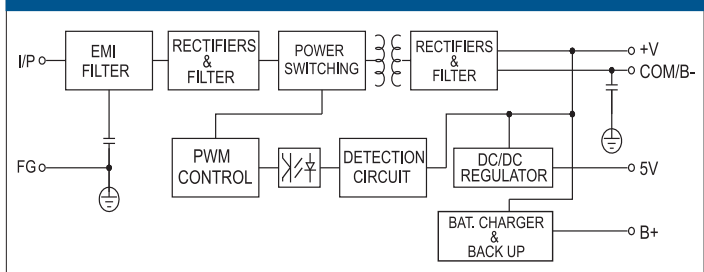 I/P
EMI
FILTER
RECTIFIERS
&
FILTER
POWER
SWITCHING
RECTIFIERS
&
FILTER
+V
COM/B-
FG
PWM
CONTROL
DETECTION
CIRCUIT
DC/DC
REGULATOR
5V
BAT. CHARGER
&
BACK UP
B+